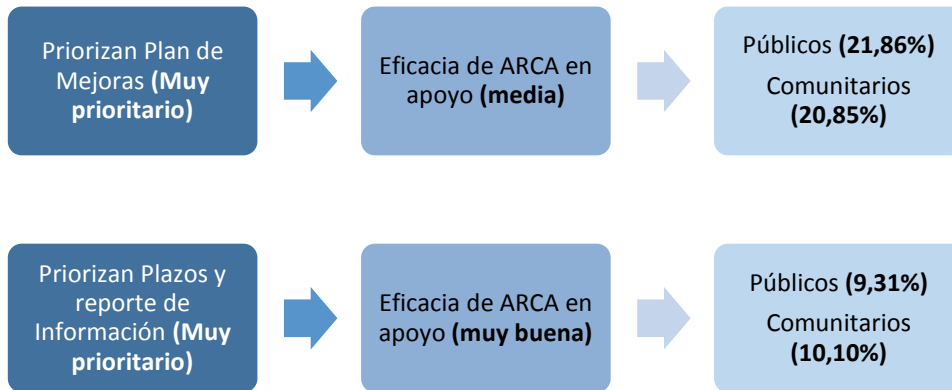 Priorizan Plan de
Mejoras (Muy
prioritario)
Eficacia de ARCA en
apoyo (media)
Públicos (21,86%)
Comunitarios
(20,85%)
Priorizan Plazos y
reporte de
Información (Muy
prioritario)
Eficacia de ARCA en
apoyo (muy buena)
Públicos (9,31%)
Comunitarios
(10,10%)